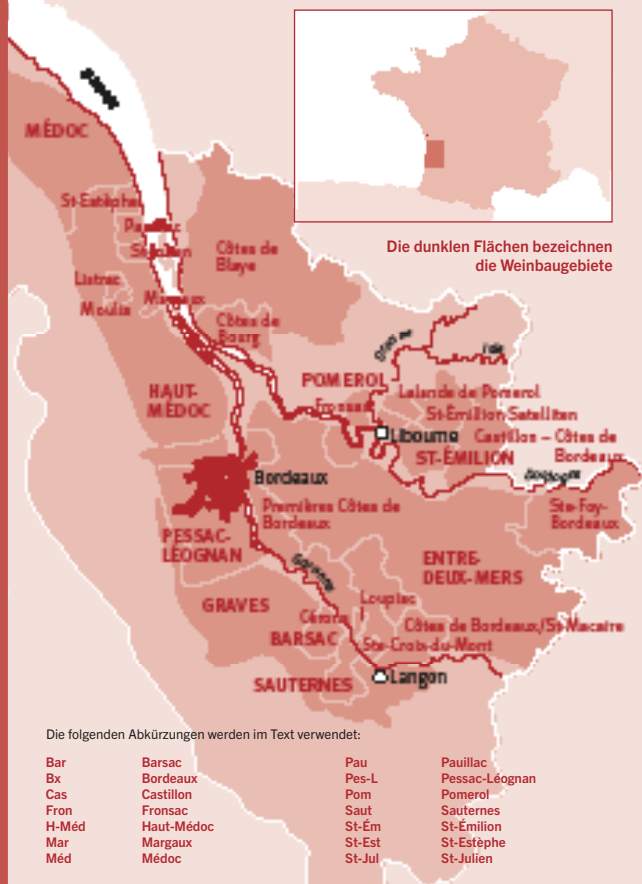 MÉDOC
St-Estèphe
Pauillac
St-Julien
Listrac
Margaux
Moulis
Côtes de
Blaye
Côtes de
Bourg
Die dunklen Flächen bezeichnen
die Weinbaugebiete
Isle
POMEROL
Lalande de Pomerol
Fronsac
St-Émilion Satelliten
HAUT-
MÉDOC
Libourne
Castillon – Côtes de
Bordeaux
ST-ÉMILION
Dordogne
Bordeaux
Ste-Foy-
Bordeaux
Premières Côtes de
Bordeaux
PESSAC-
LÉOGNAN
Garonne
ENTRE-
DEUX-MERS
GRAVES
Loupiac
Cérons
Côtes de Bordeaux/St-Macaire
BARSAC
Ste-Croix-du-Mont
SAUTERNES
Langon
Die folgenden Abkürzungen werden im Text verwendet:
Bar Barsac
Bx Bordeaux
Cas Castillon
Fron Fronsac
H-Méd Haut-Médoc
Mar Margaux
Méd Médoc
Pau Pauillac
Pes-L Pessac-Léognan
Pom Pomerol
Saut Sauternes
St-Ém St-Émilion
St-Est St-Estèphe
St-Jul St-Julien